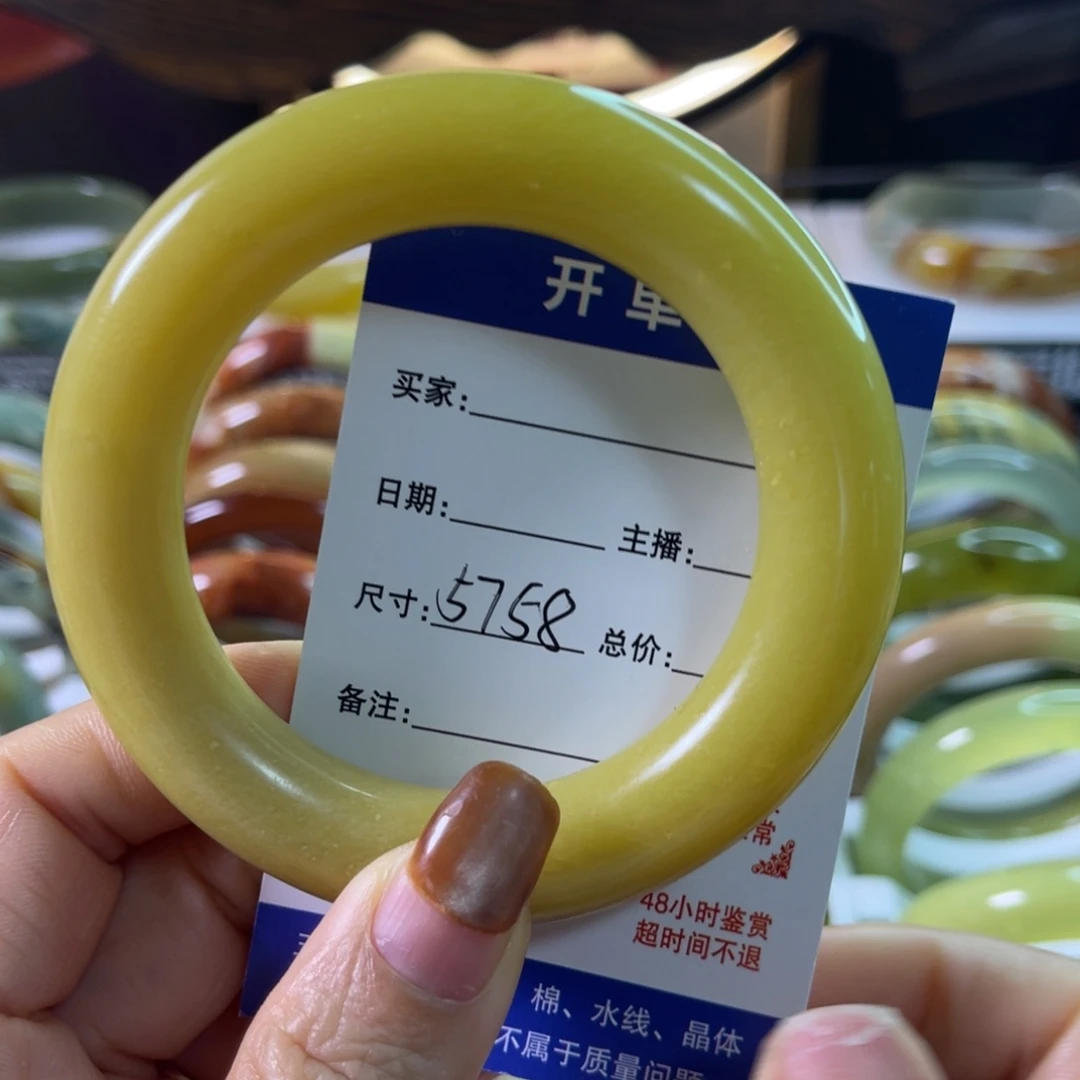 开单
买家:
日期: 主播:
尺寸:5758 总价:
备注:
常
48小时鉴赏
超时间不退
棉、水线、晶体
不属于质量问题